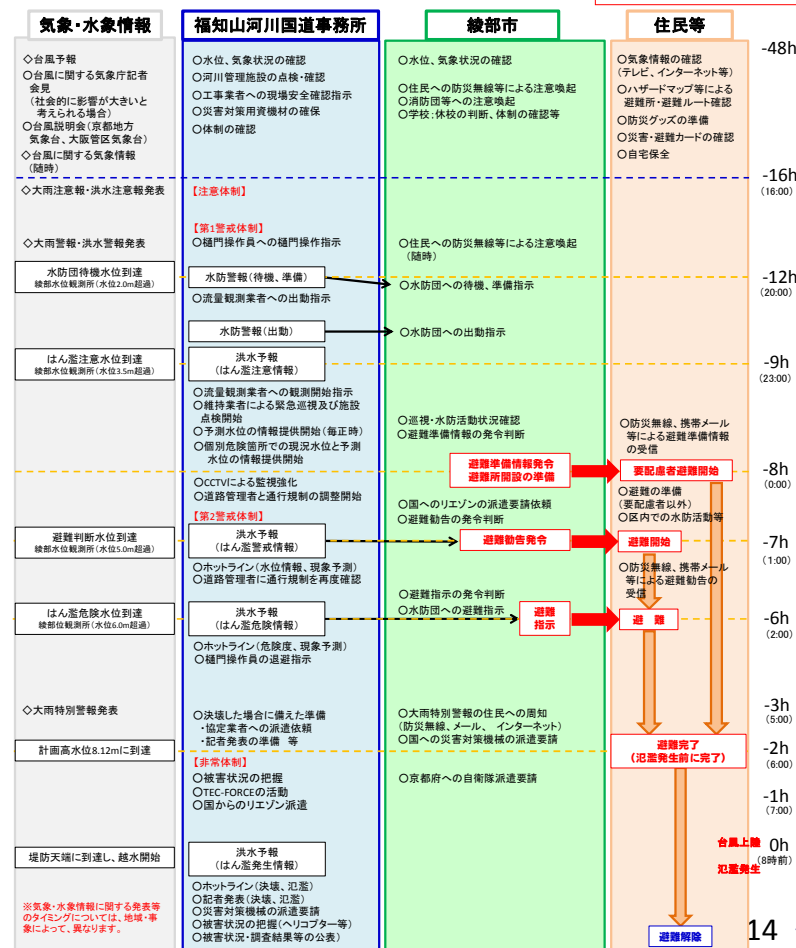 気象・水象情報
◇台風予報
○台風に関する気象庁記者
会見
(社会的に影響が大きいと
考えられる場合)
○台風説明会(京都地方
気象台、大阪管区気象台)
◇台風に関する気象情報
(随時)
◇大雨注意報・洪水注意報発表
◇大雨警報・洪水警報発表
水防団待機水位到達
綾部水位観測所(水位2.0m超過)
はん濫注意水位到達
綾部水位観測所(水位3.5m超過)
避難判断水位到達
綾部水位観測所(水位5.0m超過)
はん濫危険水位到達
綾部位観測所(水位6.0m超過)
◇大雨特別警報発表
計画高水位8.12mに到達
堤防天端に到達し、越水開始
※気象・水象情報に関する発表等
のタイミングについては、地域・事
象によって、異なります。
福知山河川国道事務所
○水位、気象状況の確認
○河川管理施設の点検・確認
○工事業者への現場安全確認指示
○災害対策用資機材の確保
○体制の確認
【注意体制】
【第1警戒体制】
○樋門操作員への樋門操作指示
水防警報(待機、準備)
○流量観測業者への出動指示
水防警報(出動)
洪水予報
(はん濫注意情報)
○流量観測業者への観測開始指示
○維持業者による緊急巡視及び施設
点検開始
○予測水位の情報提供開始(毎正時)
○個別危険箇所での現況水位と予測
水位の情報提供開始
○CCTVによる監視強化
○道路管理者と通行規制の調整開始
【第2警戒体制】
洪水予報
(はん濫警戒情報)
○ホットライン(水位情報、現象予測)
○道路管理者に通行規制を再度確認
洪水予報
(はん濫危険情報)
○ホットライン(危険度、現象予測)
○樋門操作員の退避指示
○決壊した場合に備えた準備
・協定業者への派遣依頼
・記者発表の準備 等
【非常体制】
○被害状況の把握
○TEC-FORCEの活動
○国からのリエゾン派遣
洪水予報
(はん濫発生情報)
○ホットライン(決壊、氾濫)
○記者発表(決壊、氾濫)
○災害対策機械の派遣要請
○被害状況の把握(ヘリコプター等)
○被害状況・調査結果等の公表)
綾部市
○水位、気象状況の確認
○住民への防災無線等による注意喚起
○消防団等への注意喚起
○学校:休校の判断、体制の確認等
○住民への防災無線等による注意喚起
(随時)
○水防団への待機、準備指示
○水防団への出動指示
○巡視・水防活動状況確認
○避難準備情報の発令判断
避難準備情報発令
避難所開設の準備
○国へのリエゾンの派遣要請依頼
○避難勧告の発令判断
避難勧告発令
○避難指示の発令判断
○水防団への避難指示
避難
指示
○大雨特別警報の住民への周知
(防災無線、メール、 インターネット)
○国への災害対策機械の派遣要請
○京都府への自衛隊派遣要請
住民等
○気象情報の確認
(テレビ、インターネット等)
○ハザードマップ等による
避難所・避難ルート確認
○防災グッズの準備
○災害・避難カードの確認
○自宅保全
○防災無線、携帯メール
等による避難準備情報
の受信
要配慮者避難開始
○避難の準備
(要配慮者以外)
○区内での水防活動等
避難開始
○防災無線、携帯メール
等による避難勧告の
受信
避 難
避難完了
(氾濫発生前に完了)
避難解除
-48h
-16h
(16:00)
-12h
(20:00)
-9h
(23:00)
-8h
(0:00)
-7h
(1:00)
-6h
(2:00)
-3h
(5:00)
-2h
(6:00)
-1h
(7:00)
台風上陸
0h
(8時前)
氾濫発生
14